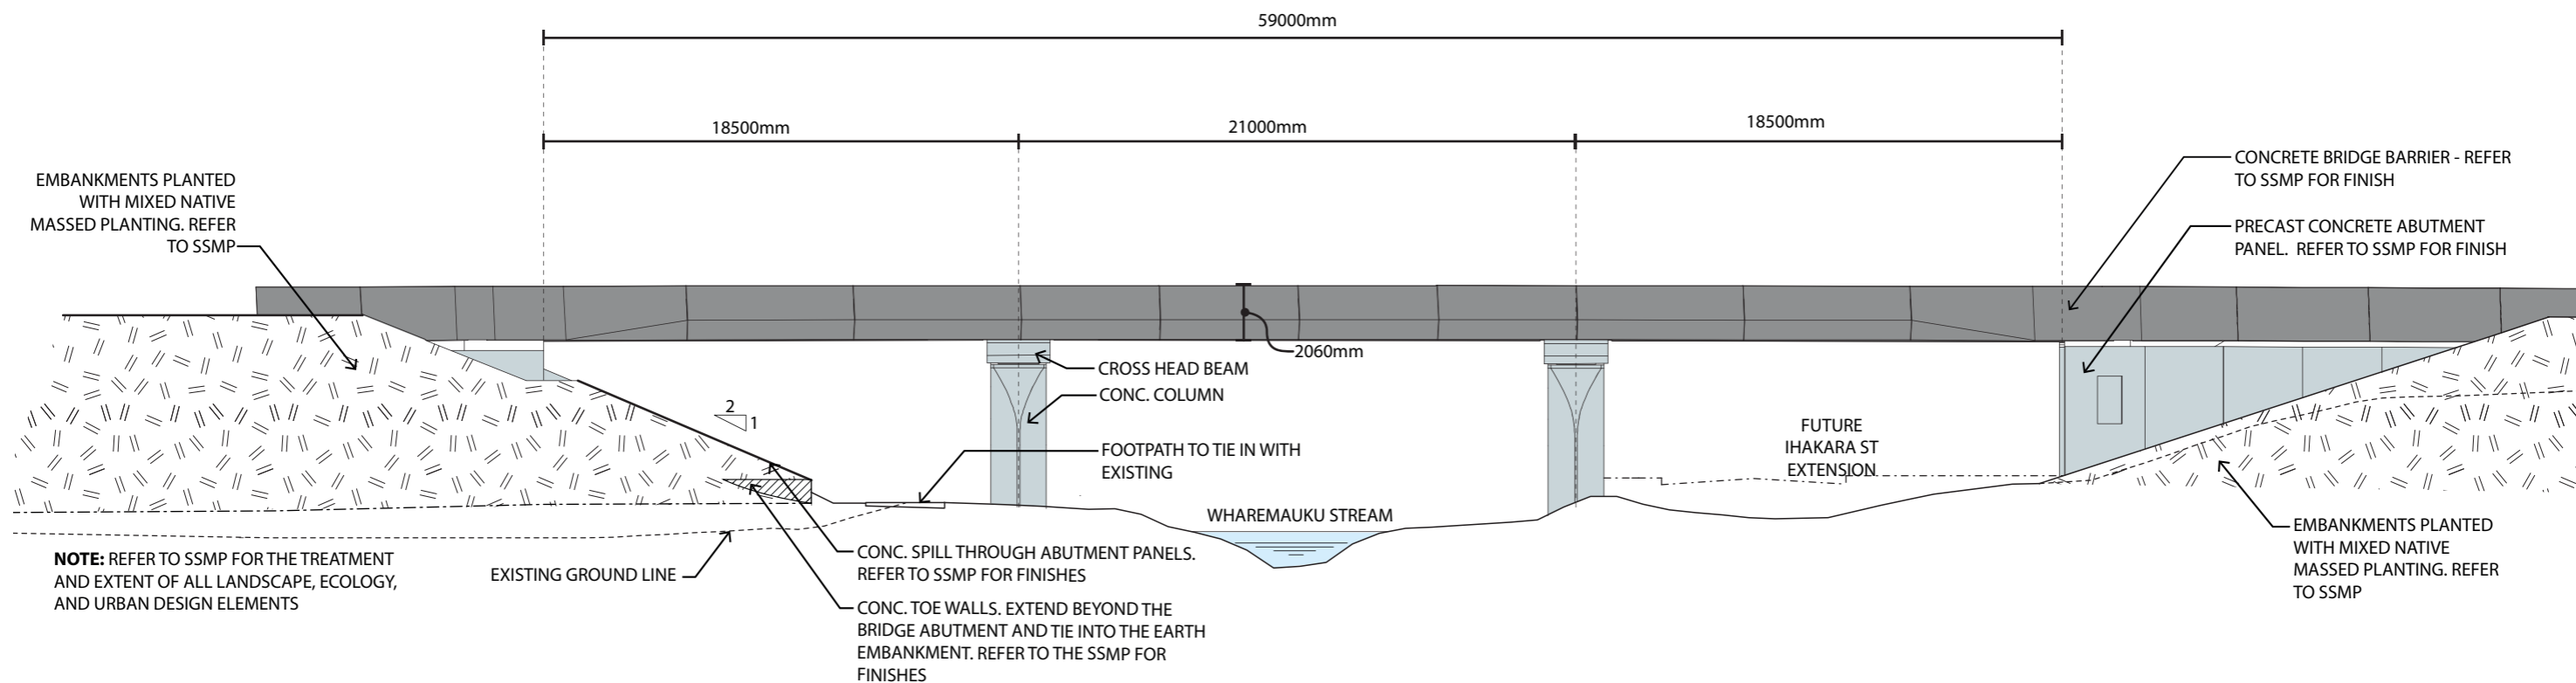 59000mm
18500mm
21000mm
18500mm
EMBANKMENTS PLANTED
WITH MIXED NATIVE
MASSED PLANTING. REFER
TO SSMP
CONCRETE BRIDGE BARRIER - REFER
TO SSMP FOR FINISH
PRECAST CONCRETE ABUTMENT
PANEL. REFER TO SSMP FOR FINISH
2060mm
CROSS HEAD BEAM
CONC. COLUMN
2
1
FOOTPATH TO TIE IN WITH
EXISTING
FUTURE
IHAKARA ST
EXTENSION
WHAREMAUKU STREAM
NOTE: REFER TO SSMP FOR THE TREATMENT
AND EXTENT OF ALL LANDSCAPE, ECOLOGY,
AND URBAN DESIGN ELEMENTS
EXISTING GROUND LINE
CONC. SPILL THROUGH ABUTMENT PANELS.
REFER TO SSMP FOR FINISHES
CONC. TOE WALLS. EXTEND BEYOND THE
BRIDGE ABUTMENT AND TIE INTO THE EARTH
EMBANKMENT. REFER TO THE SSMP FOR
FINISHES
EMBANKMENTS PLANTED
WITH MIXED NATIVE
MASSED PLANTING. REFER
TO SSMP